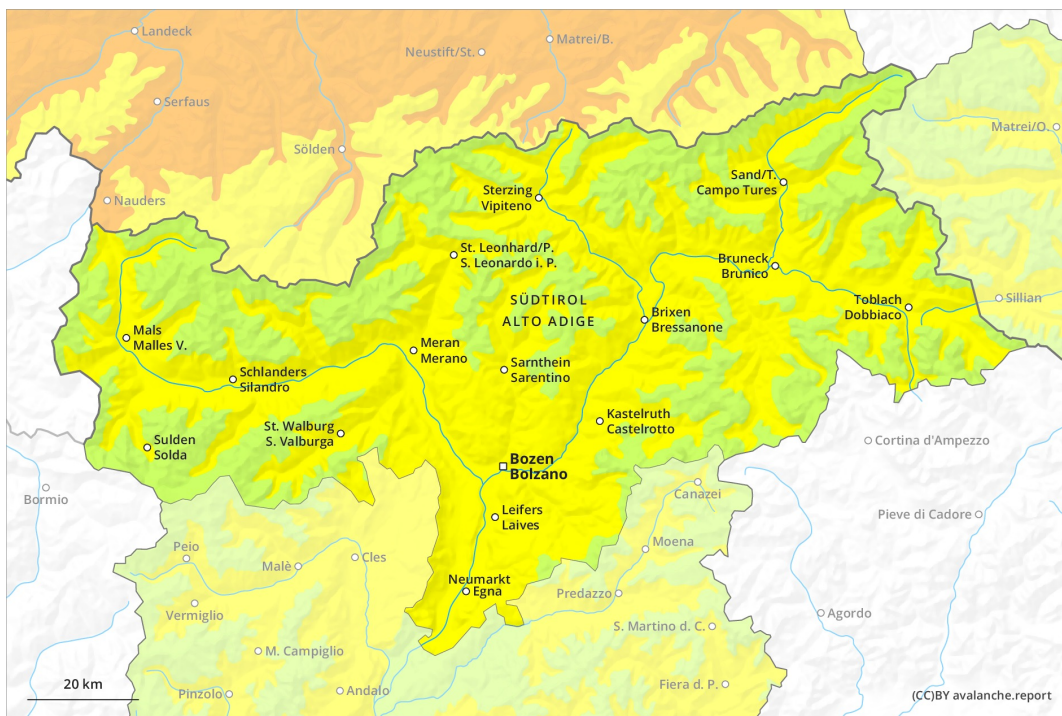 Landeck
Matrei/B.
Neustift/St.
Serfaus
Matrei/O.
Sölden
Sand/T.
Campo Tures
Sterzing
Vipiteno
Nauders
St. Leonhard/P.
S. Leonardo i. P.
Bruneck
Brunico
SÜDTIROL
ALTO ADIGE
Toblach
Dobbiaco
Sillian
Brixen
Bressanone
Mals
Malles V.
Meran
Merano
Sarnthein
Sarentino
Schlanders
Silandro
Kastelruth
Castelrotto
St. Walburg
S. Valburga
Sulden
Solda
Cortina d'Ampezzo
Bozen
Bolzano
Bormio
Canazei
Leifers
Laives
Pieve di Cadore
Moena
Peio
Cles
Malè
Neumarkt
Egna
Predazzo
Vermiglio
Agordo
S. Martino d. C.
M. Campiglio
20 km
Pinzolo
Andalo
Fiera d. P.
(CC)BY avalanche.report